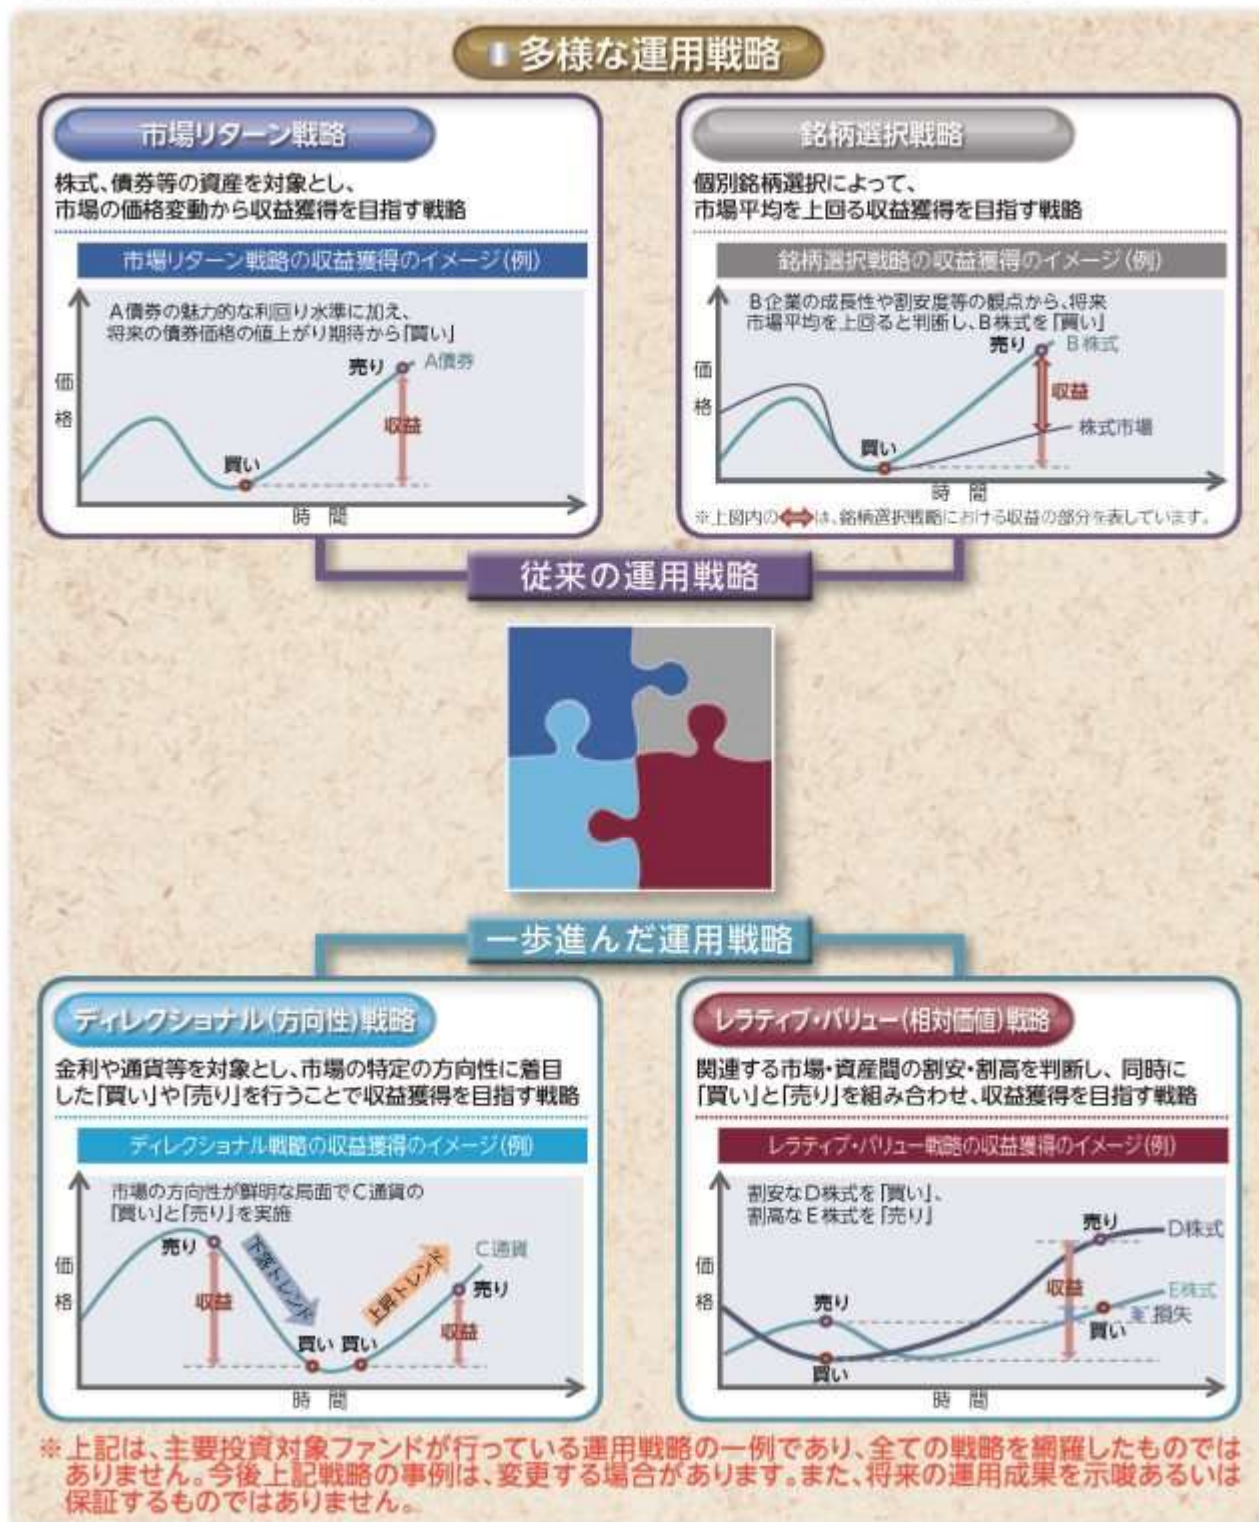 多様な運用戦略
市場リターン戦略
株式、債券等の資産を対象とし、
市場の価格変動から収益獲得を目指す戦略
市場リターン戦略の収益獲得のイメージ(例)
A債券の魅力的な利回り水準に加え、
将来の債券価格の値上がり期待から「買い」
売り
A債券
価格
収益
買い
時間
銘柄選択戦略
個別銘柄選択によって、
市場平均を上回る収益獲得を目指す戦略
銘柄選択戦略の収益獲得のイメージ(例)
B企業の成長性や割安度等の観点から、将来
市場平均を上回ると判断し、B株式を「買い」
売り
B株式
価格
収益
株式市場
買い
時間
※上図内の⇔は、銘柄選択戦略における収益の部分を表しています。
従来の運用戦略
一歩進んだ運用戦略
ディレクショナル(方向性)戦略
金利や通貨等を対象とし、市場の特定の方向性に着目
した「買い」や「売り」を行うことで収益獲得を目指す戦略
ディレクショナル戦略の収益獲得のイメージ(例)
市場の方向性が鮮明な局面でC通貨の
「買い」と「売り」を実施
売り
下落トレンド
上昇トレンド
C通貨
価格
収益
売り
買い
買い
収益
時間
レラティブ・バリュー(相対価値)戦略
関連する市場・資産間の割安・割高を判断し、同時に
「買い」と「売り」を組み合わせ、収益獲得を目指す戦略
レラティブ・バリュー戦略の収益獲得のイメージ(例)
割安なD株式を「買い」、
割高なE株式を「売り」
売り
D株式
価格
収益
E株式
売り
損失
買い
買い
時間
※上記は、主要投資対象ファンドが行っている運用戦略の一例であり、全ての戦略を網羅したものでは
ありません。今後上記戦略の事例は、変更する場合があります。また、将来の運用成果を示唆あるいは
保証するものではありません。